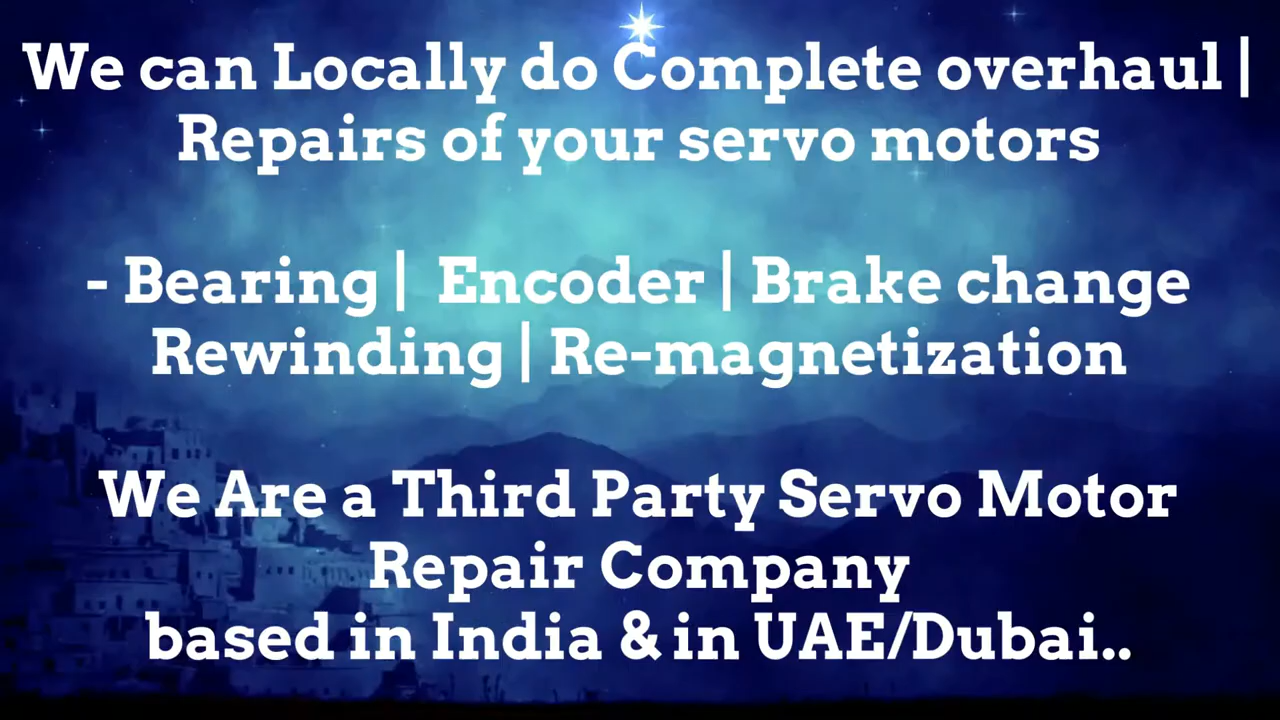 We can Locally do Complete overhaul |
Repairs of your servo motors
- Bearing | Encoder | Brake change
Rewinding | Re-magnetization
We Are a Third Party Servo Motor
Repair Company
based in India & in UAE/Dubai..